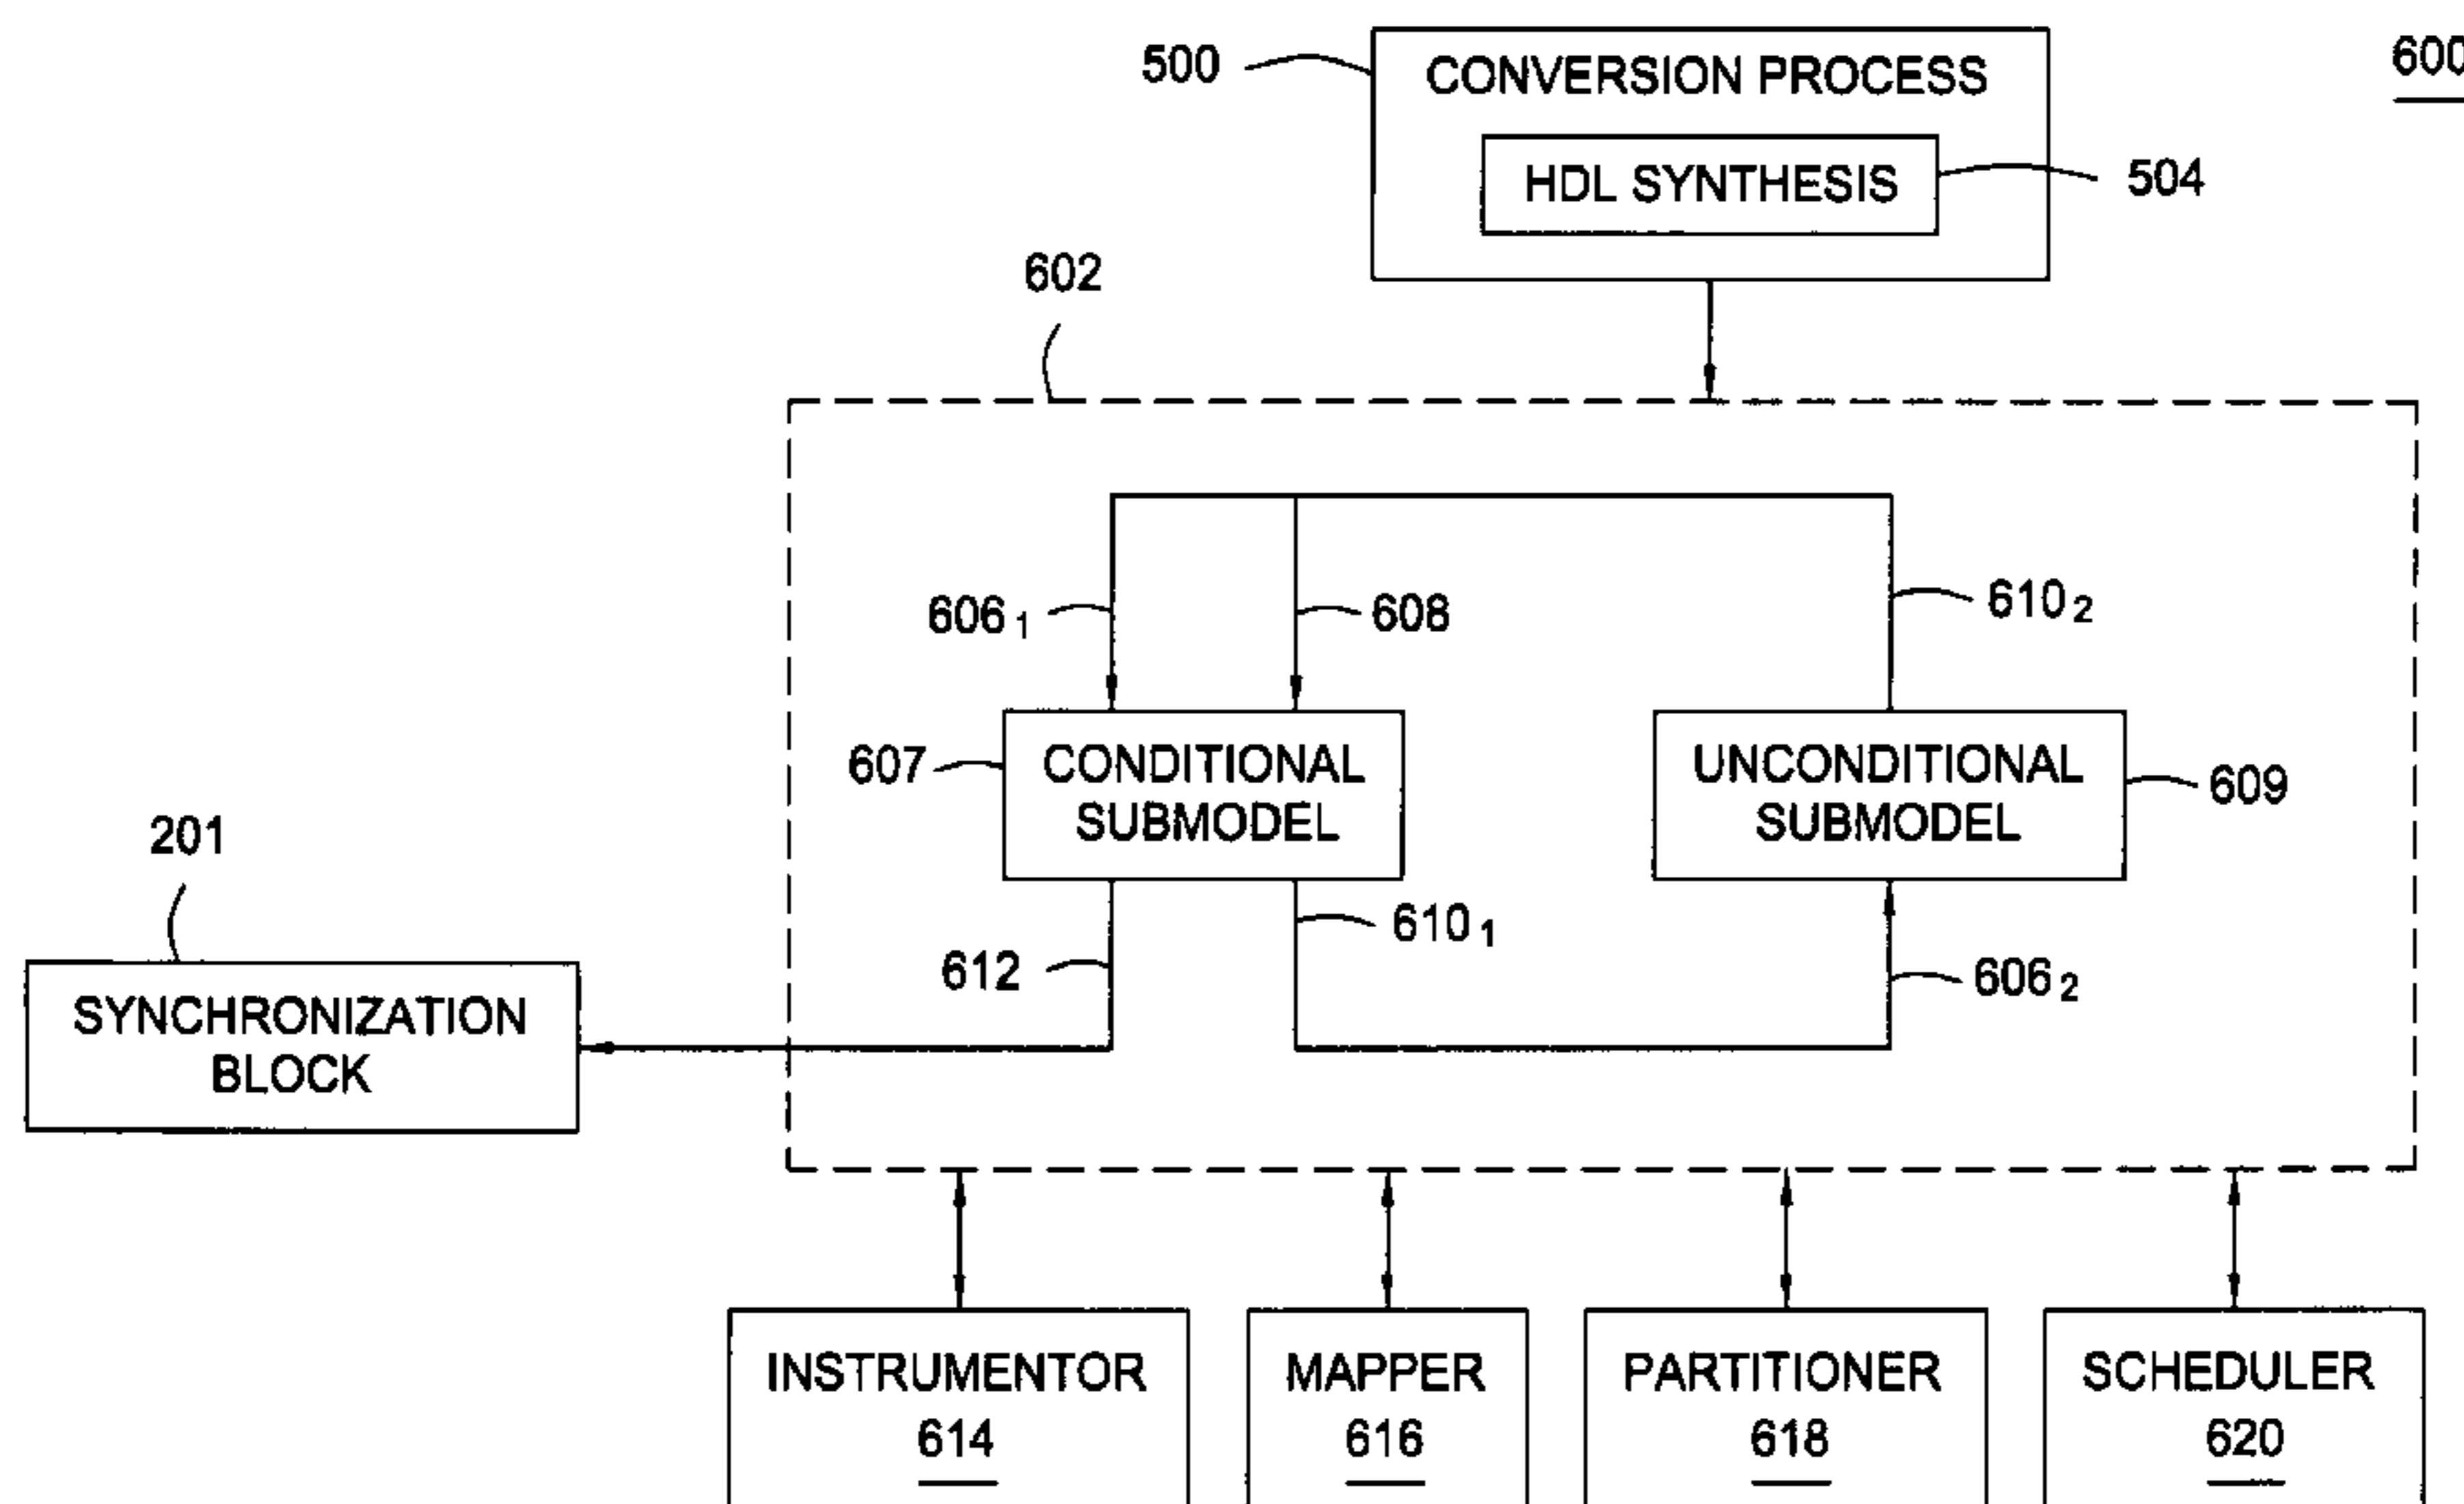 500
CONVERSION PROCESS
600
HDL SYNTHESIS
504
602
606 1
608
610 2
607
CONDITIONAL
SUBMODEL
UNCONDITIONAL
SUBMODEL
609
201
612
610 1
606 2
SYNCHRONIZATION
BLOCK
INSTRUMENTOR
614
MAPPER
616
PARTITIONER
618
SCHEDULER
620